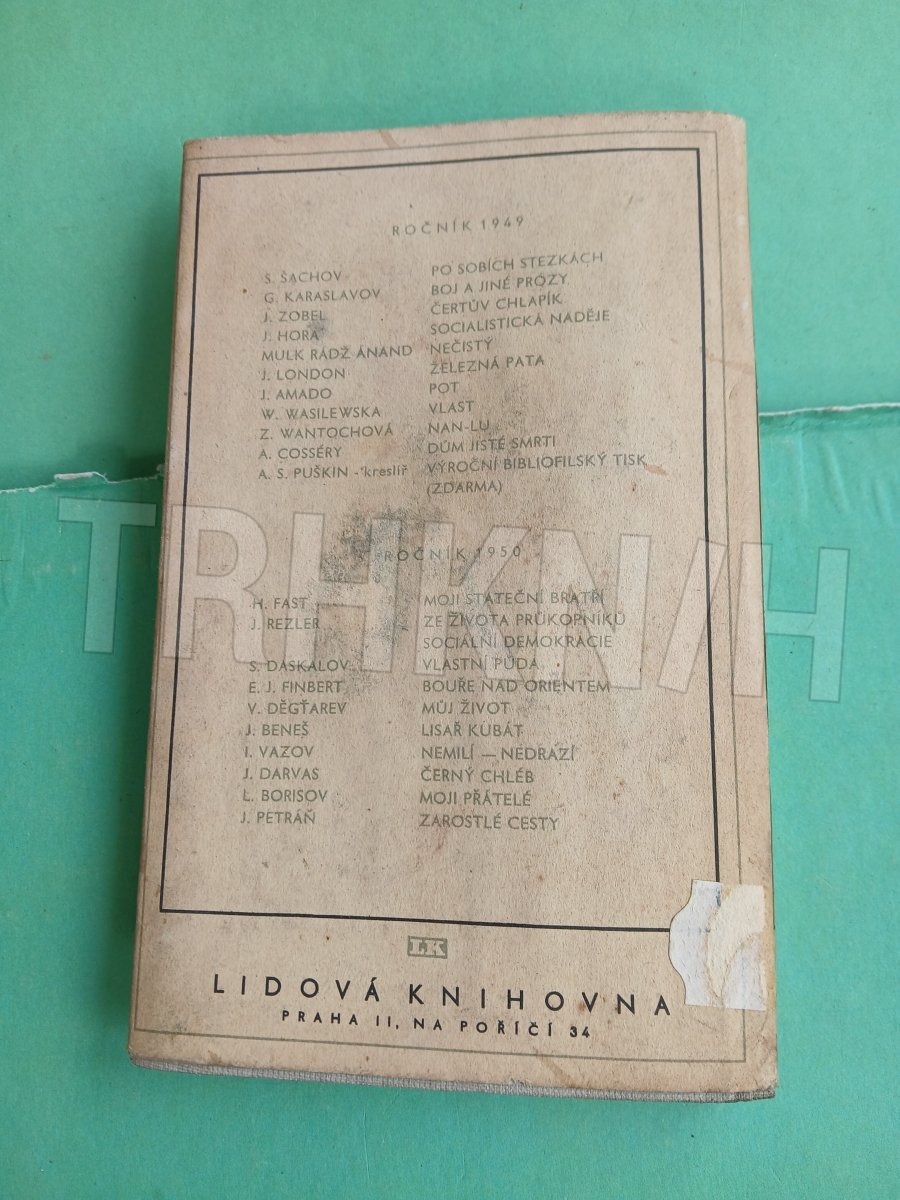 ROČNÍK 1949
S. ŠACHOV PO SOBÍCH STEZKÁCH
G. KARASLAVOV BOJ A JINÉ PRÓZY
J. ZOBEL ČERTŮV CHLAPÍK
J. HORA SOCIALISTICKÁ NADĚJE
MULK RÁDŽ ÁNAND NEČISTÝ
J. LONDON ŽELEZNÁ PATA
J. AMADO POT
W. WASILEWSKA VLAST
Z. WANTOCHOVÁ NAN-LU
A. COSSÉRY DŮM JISTÉ SMRTI
A. S. PUŠKIN - kreslíř VÝROČNÍ BIBLIOFILSKÝ TISK
(ZDARMA)
ROČNÍK 1950
H. FAST MOJI STATEČNÍ BRATŘÍ
J. REZLER ZE ŽIVOTA PRŮKOPNÍKŮ
SOCIÁLNÍ DEMOKRACIE
S. DASKALOV VLASTNÍ PŮDA
E. J. FINBERT BOUŘE NAD ORIENTEM
V. DĚGŤAREV MŮJ ŽIVOT
J. BENEŠ LISAŘ KUBÁT
I. VAZOV NEMILÍ — NEDRAZÍ
J. DARVAS ČERNÝ CHLÉB
L. BORISOV MOJI PŘÁTELÉ
J. PETRÁŇ ZAROSTLÉ CESTY
LK
LIDOVÁ KNIHOVNA
PRAHA II, NA POŘÍČÍ 34
TRHKNIH